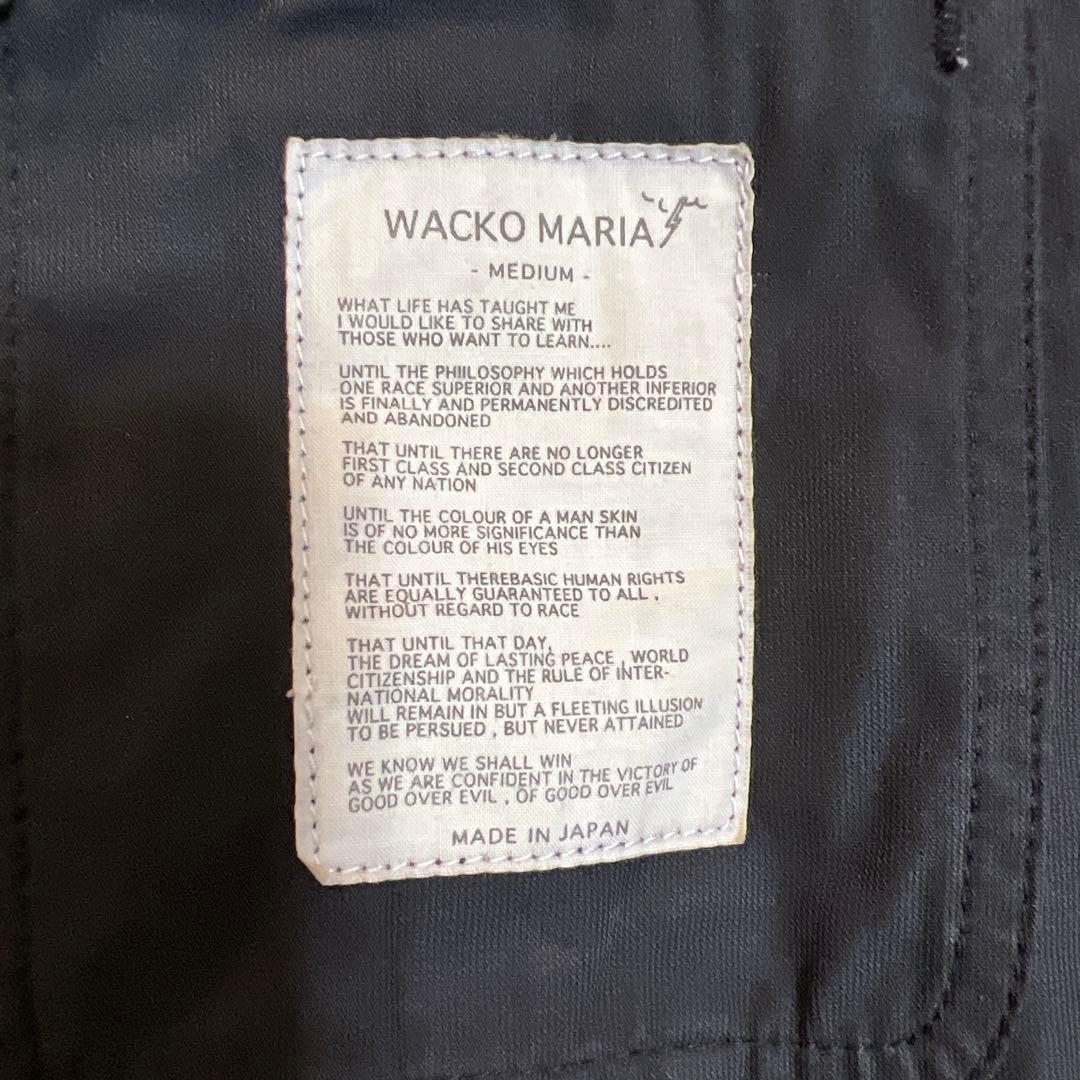 WACKO MARIA
- MEDIUM -
WHAT LIFE HAS TAUGHT ME
I WOULD LIKE TO SHARE WITH
THOSE WHO WANT TO LEARN....
UNTIL THE PHIILOSOPHY WHICH HOLDS
ONE RACE SUPERIOR AND ANOTHER INFERIOR
IS FINALLY AND PERMANENTLY DISCREDITED
AND ABANDONED
THAT UNTIL THERE ARE NO LONGER
FIRST CLASS AND SECOND CLASS CITIZEN
OF ANY NATION
UNTIL THE COLOUR OF A MAN SKIN
IS OF NO MORE SIGNIFICANCE THAN
THE COLOUR OF HIS EYES
THAT UNTIL THEREBASIC HUMAN RIGHTS
ARE EQUALLY GUARANTEED TO ALL ,
WITHOUT REGARD TO RACE
THAT UNTIL THAT DAY,
THE DREAM OF LASTING PEACE , WORLD
CITIZENSHIP AND THE RULE OF INTER-
NATIONAL MORALITY
WILL REMAIN IN BUT A FLEETING ILLUSION
TO BE PERSUED , BUT NEVER ATTAINED
WE KNOW WE SHALL WIN
AS WE ARE CONFIDENT IN THE VICTORY OF
GOOD OVER EVIL , OF GOOD OVER EVIL
MADE IN JAPAN